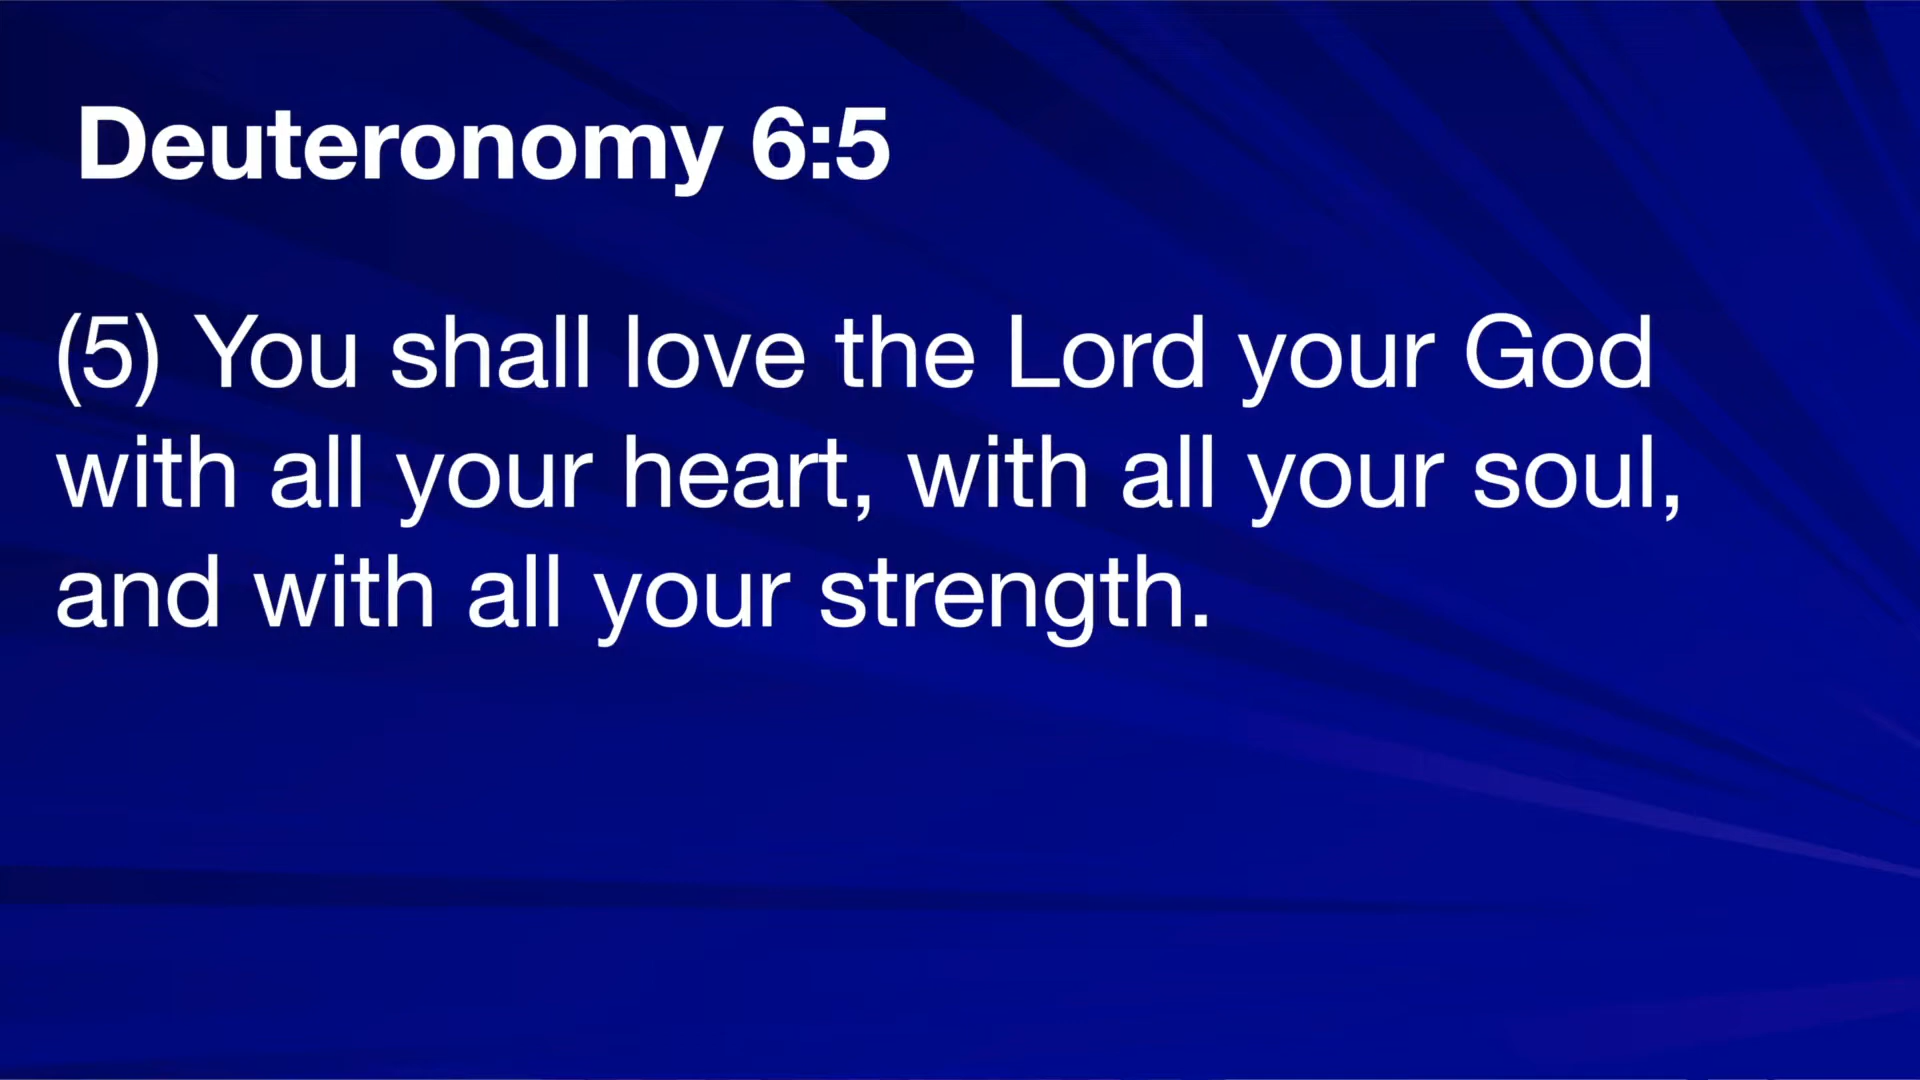 Deuteronomy 6:5
(5) You shall love the Lord your God
with all your heart, with all your soul,
and with all your strength.